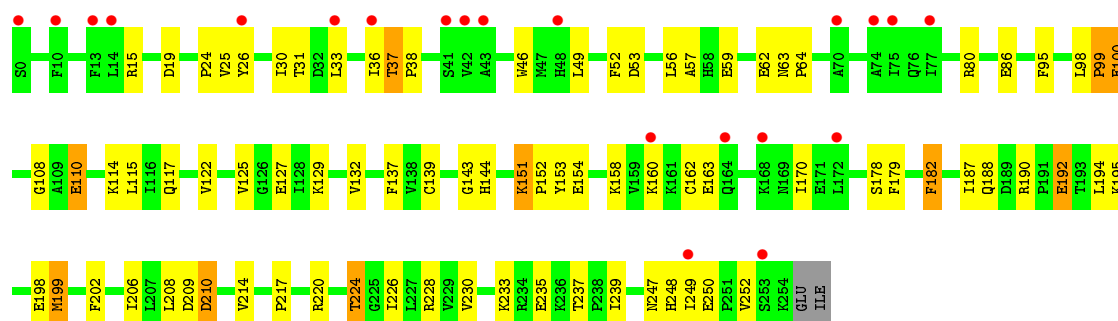 S0 F10 F13 L14 R15 D19 P24 V25 Y26 I30 T31 D32 L33 I36 T37 P38 S41 V42 A43 W46 M47 H48 L49 F52 D53 L56 A57 H58 E59 E62 N63 P64 A70 A74 I75 Q76 I77 R80 E86 F95 L98 P99
G108 A109 E110 K114 L115 I116 Q117 V122 V125 G126 E127 I128 K129 V132 F137 V138 C139 G143 H144 K151 P152 Y153 E154 K158 V159 K160 K161 C162 E163 Q164 K168 N169 I170 E171 L172 S178 F179 F182 I187 Q188 D189 R190 P191 E192 T193 L194
E198 M199 F202 I206 L207 L208 D209 D210 V214 P217 R220 T224 G225 I226 L227 R228 V229 V230 K233 R234 E235 K236 T237 P238 I239 N247 H248 I249 E250 P251 V252 S253 K254 GLU ILE